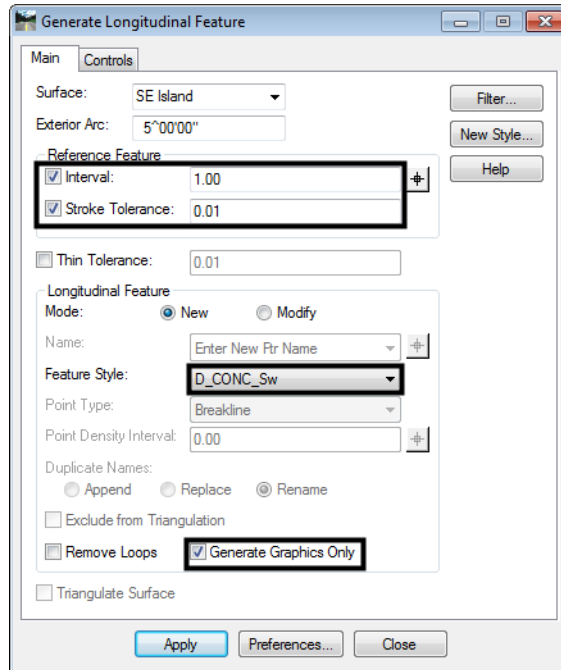 Generate Longitudinal Feature
Main Controls
Surface: SE Island
Filter...
Exterior Arc: 5^00'00"
New Style...
Reference Feature
Help
Interval: 1.00
Stroke Tolerance: 0.01
Thin Tolerance: 0.01
Longitudinal Feature
Mode: New Modify
Name: Enter New Ftr Name
Feature Style: D_CONC_Sw
Point Type: Breakline
Point Density Interval: 0.00
Duplicate Names:
Append Replace Rename
Exclude from Triangulation
Remove Loops Generate Graphics Only
Triangulate Surface
Apply Preferences... Close